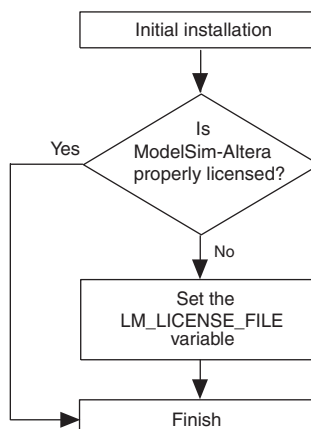 Initial installation
Is
ModelSim-Altera
properly licensed?
Yes
No
Set the
LM_LICENSE_FILE
variable
Finish